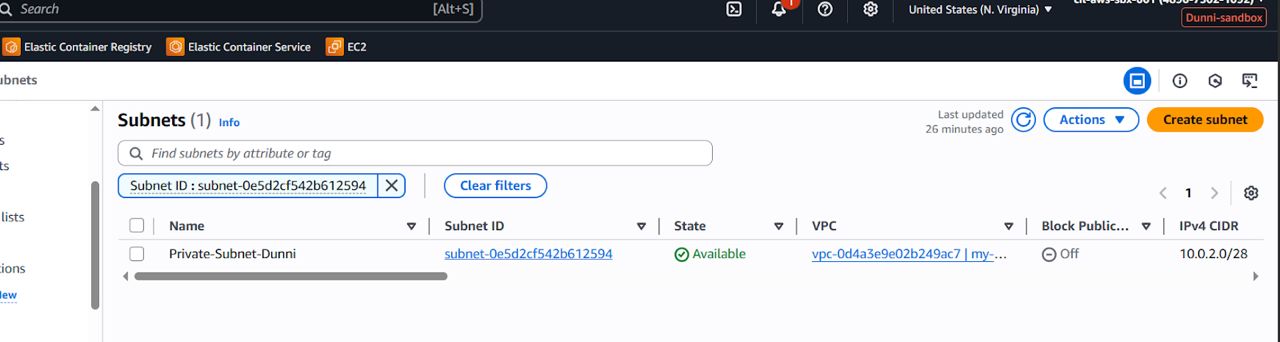 Search [Alt+S] 1 United States (N. Virginia)
Dunni-sandbox
Elastic Container Registry Elastic Container Service EC2
ubnets
Subnets (1) Info
Last updated
26 minutes ago
Actions
Create subnet
Find subnets by attribute or tag
Subnet ID : subnet-0e5d2cf542b612594
Clear filters
1
Name Subnet ID State VPC Block Public... IPv4 CIDR
Private-Subnet-Dunni subnet-0e5d2cf542b612594 Available vpc-0d4a3e9e02b249ac7 | my-... Off 10.0.2.0/28
s
ts
lists
tions
New